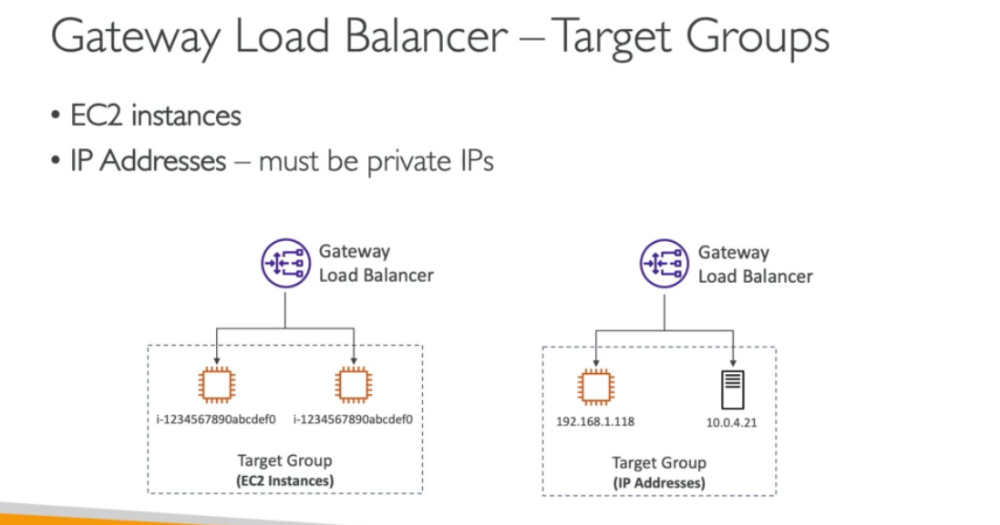 Gateway Load Balancer – Target Groups
• EC2 instances
• IP Addresses – must be private IPs
Gateway
Load Balancer
i-1234567890abcdef0 i-1234567890abcdef0
Target Group
(EC2 Instances)
Gateway
Load Balancer
192.168.1.118 10.0.4.21
Target Group
(IP Addresses)